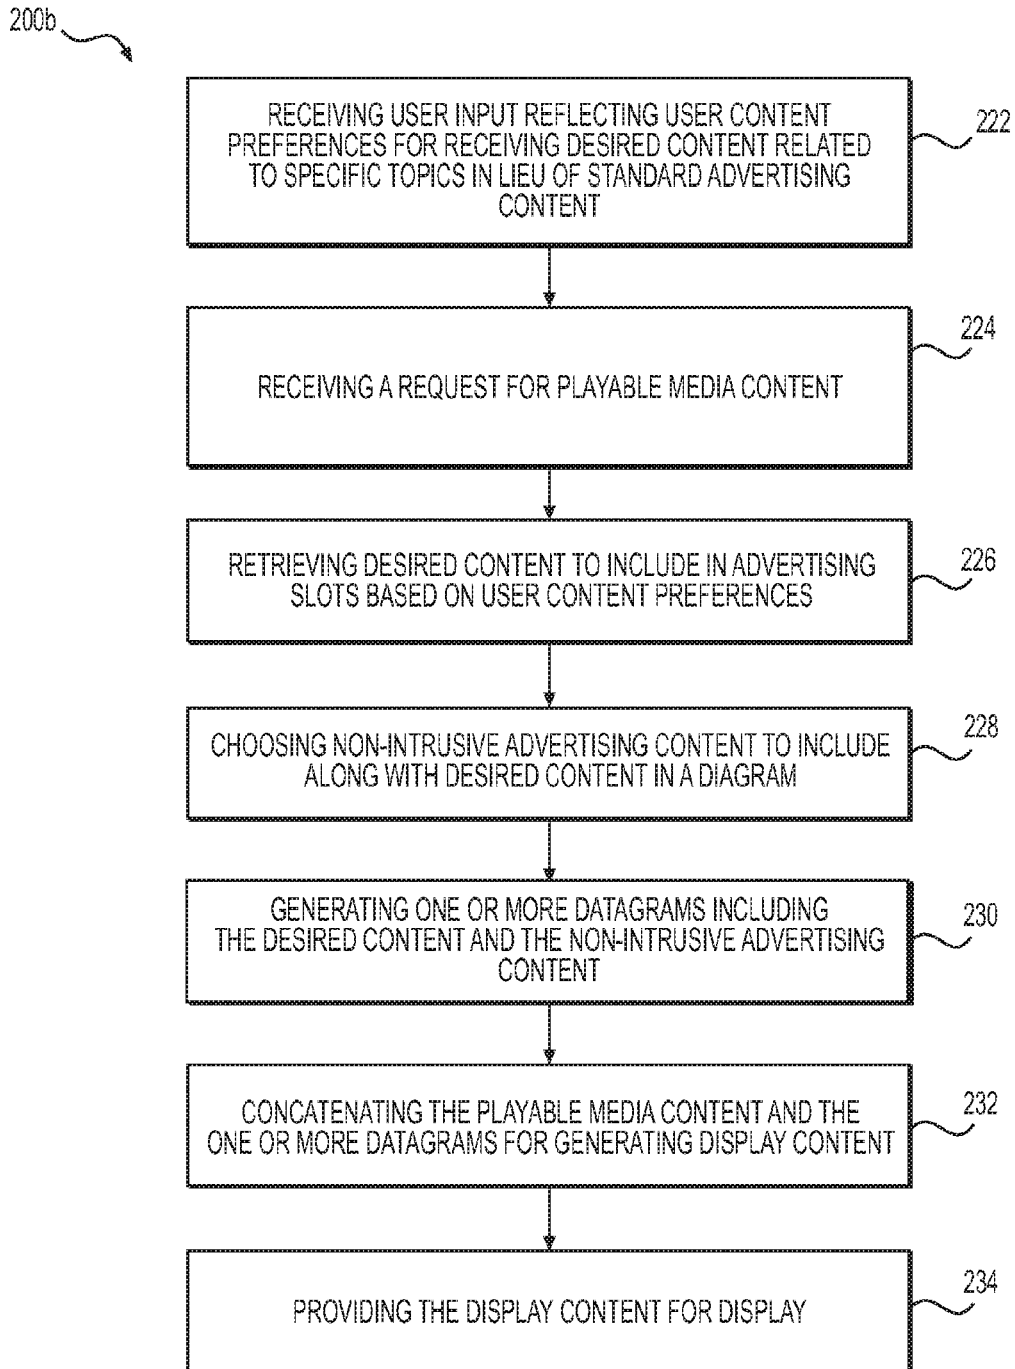 200b
RECEIVING USER INPUT REFLECTING USER CONTENT
PREFERENCES FOR RECEIVING DESIRED CONTENT RELATED
TO SPECIFIC TOPICS IN LIEU OF STANDARD ADVERTISING
CONTENT
222
RECEIVING A REQUEST FOR PLAYABLE MEDIA CONTENT
224
RETRIEVING DESIRED CONTENT TO INCLUDE IN ADVERTISING
SLOTS BASED ON USER CONTENT PREFERENCES
226
CHOOSING NON-INTRUSIVE ADVERTISING CONTENT TO INCLUDE
ALONG WITH DESIRED CONTENT IN A DIAGRAM
228
GENERATING ONE OR MORE DATAGRAMS INCLUDING
THE DESIRED CONTENT AND THE NON-INTRUSIVE ADVERTISING
CONTENT
230
CONCATENATING THE PLAYABLE MEDIA CONTENT AND THE
ONE OR MORE DATAGRAMS FOR GENERATING DISPLAY CONTENT
232
PROVIDING THE DISPLAY CONTENT FOR DISPLAY
234